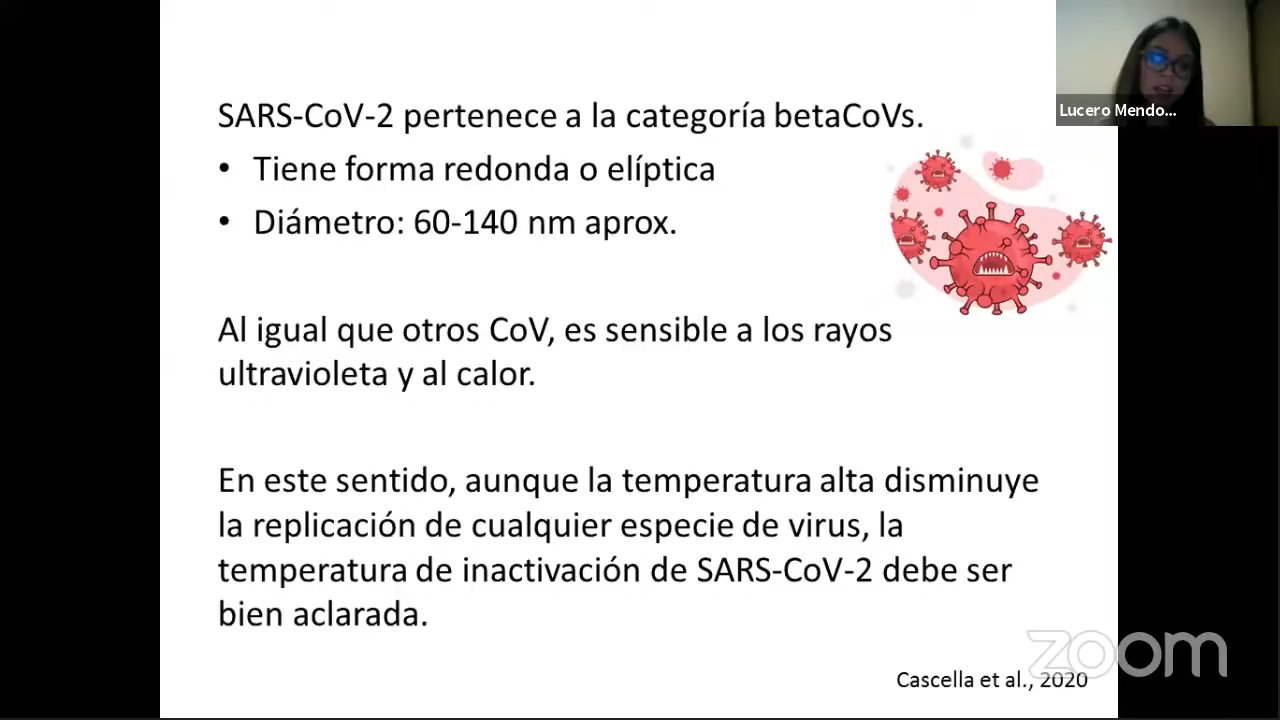 SARS-CoV-2 pertenece a la categoría betaCoVs.
• Tiene forma redonda o elíptica
• Diámetro: 60-140 nm aprox.
Al igual que otros CoV, es sensible a los rayos
ultravioleta y al calor.
En este sentido, aunque la temperatura alta disminuye
la replicación de cualquier especie de virus, la
temperatura de inactivación de SARS-CoV-2 debe ser
bien aclarada.
Cascella et al., 2020
Lucero Mendo...
zoom